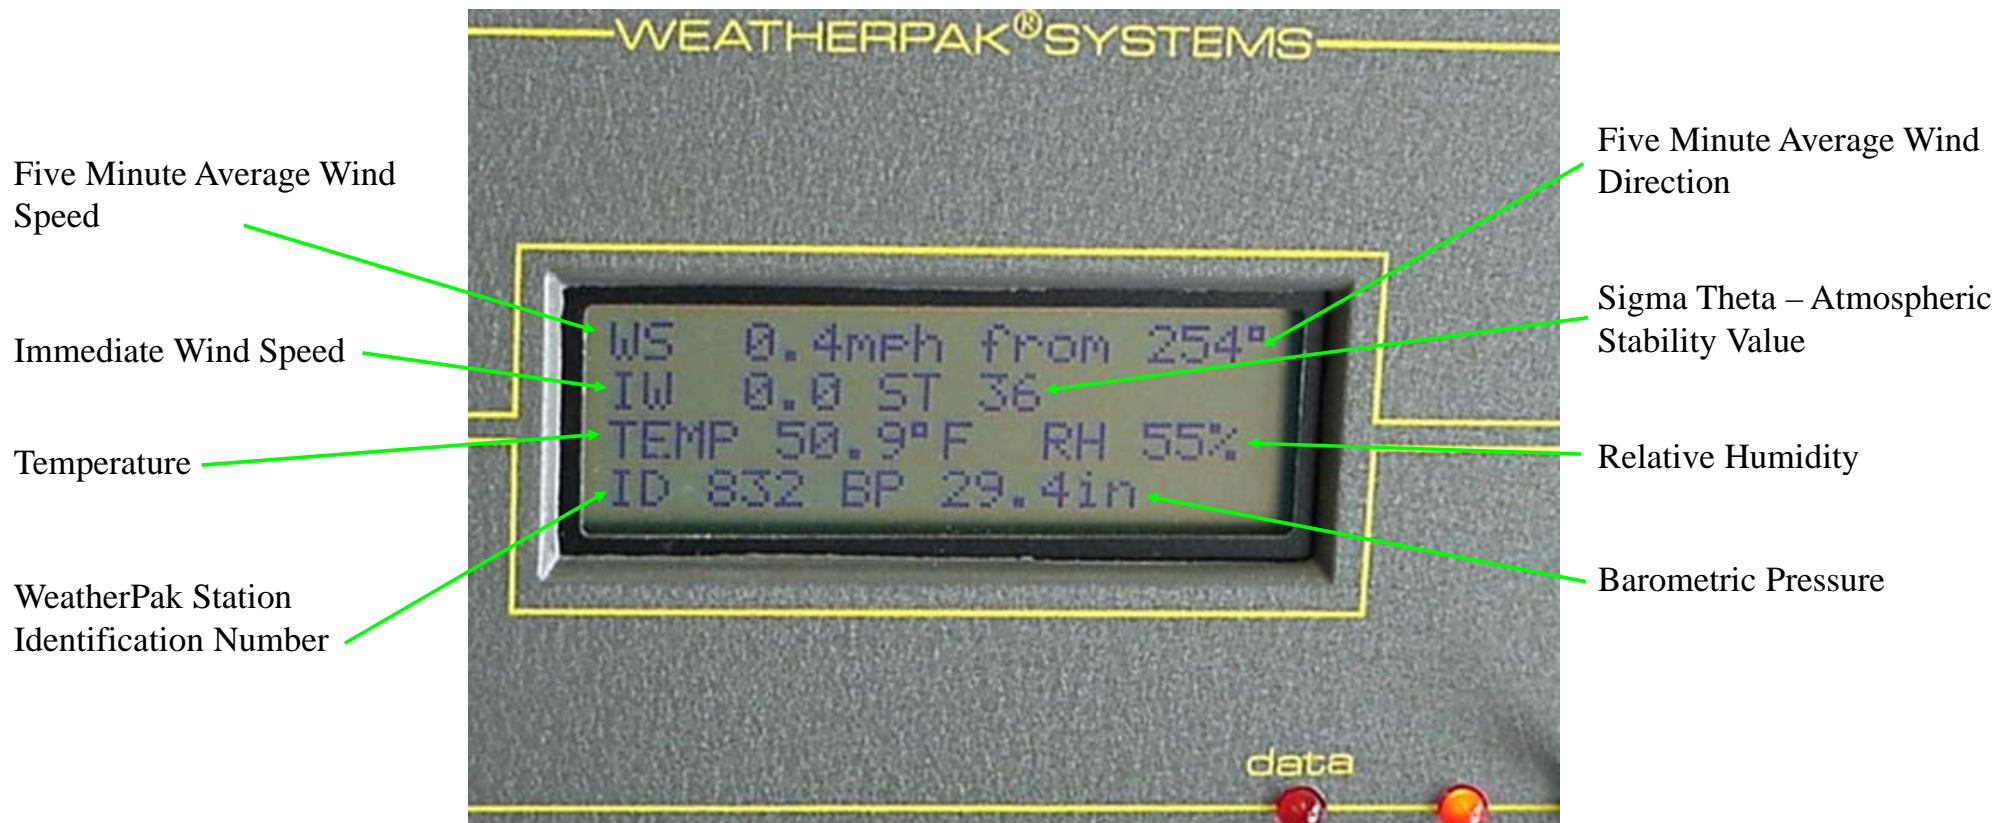 WEATHERPAK®SYSTEMS
Five Minute Average Wind
Speed
Immediate Wind Speed
Temperature
WeatherPak Station
Identification Number
WS 0.4mph from 254°
IW 0.0 ST 36
TEMP 50.9°F RH 55%
ID 832 BP 29.4in
Five Minute Average Wind
Direction
Sigma Theta – Atmospheric
Stability Value
Relative Humidity
Barometric Pressure
data